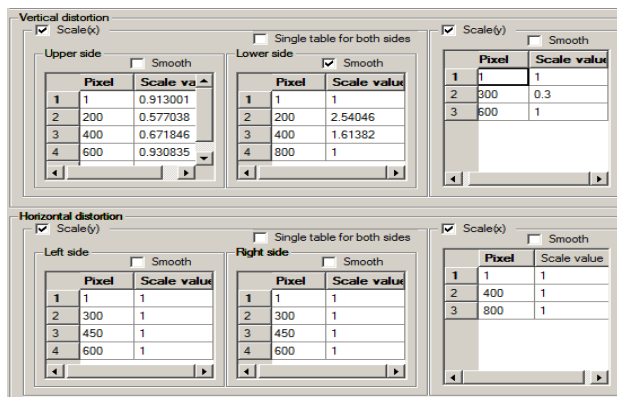 Vertical distortion
Scale(x)
Single table for both sides
Upper side
Smooth
Pixel Scale va
1 1 0.913001
2 200 0.577038
3 400 0.671846
4 600 0.930835
Lower side
Smooth
Pixel Scale value
1 1 1
2 200 2.54046
3 400 1.61382
4 800 1
Scale(y)
Smooth
Pixel Scale value
1 1 1
2 300 0.3
3 600 1
Horizontal distortion
Scale(y)
Single table for both sides
Left side
Smooth
Pixel Scale value
1 1 1
2 300 1
3 450 1
4 600 1
Right side
Smooth
Pixel Scale value
1 1 1
2 300 1
3 450 1
4 600 1
Scale(x)
Smooth
Pixel Scale value
1 1 1
2 400 1
3 800 1